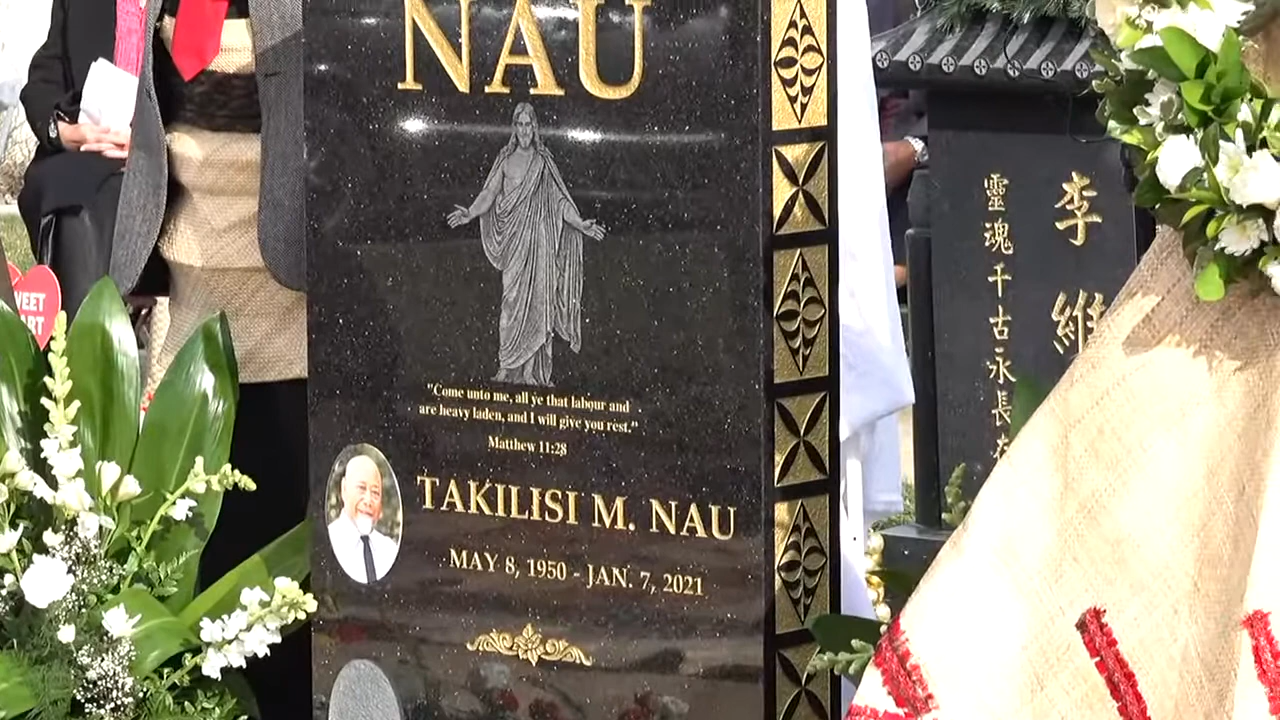 NAU
"Come unto me, all ye that labour and
are heavy laden, and I will give you rest."
Matthew 11:28
TAKILISI M. NAU
MAY 8, 1950 - JAN. 7, 2021
李維
靈魂千古永長在